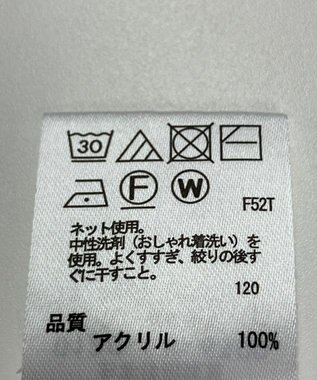 30
F W F52T
ネット使用。
中性洗剤（おしゃれ着洗い）を
使用。よくすすぎ、絞りの後す
ぐに干すこと。
120
品質
アクリル 100%